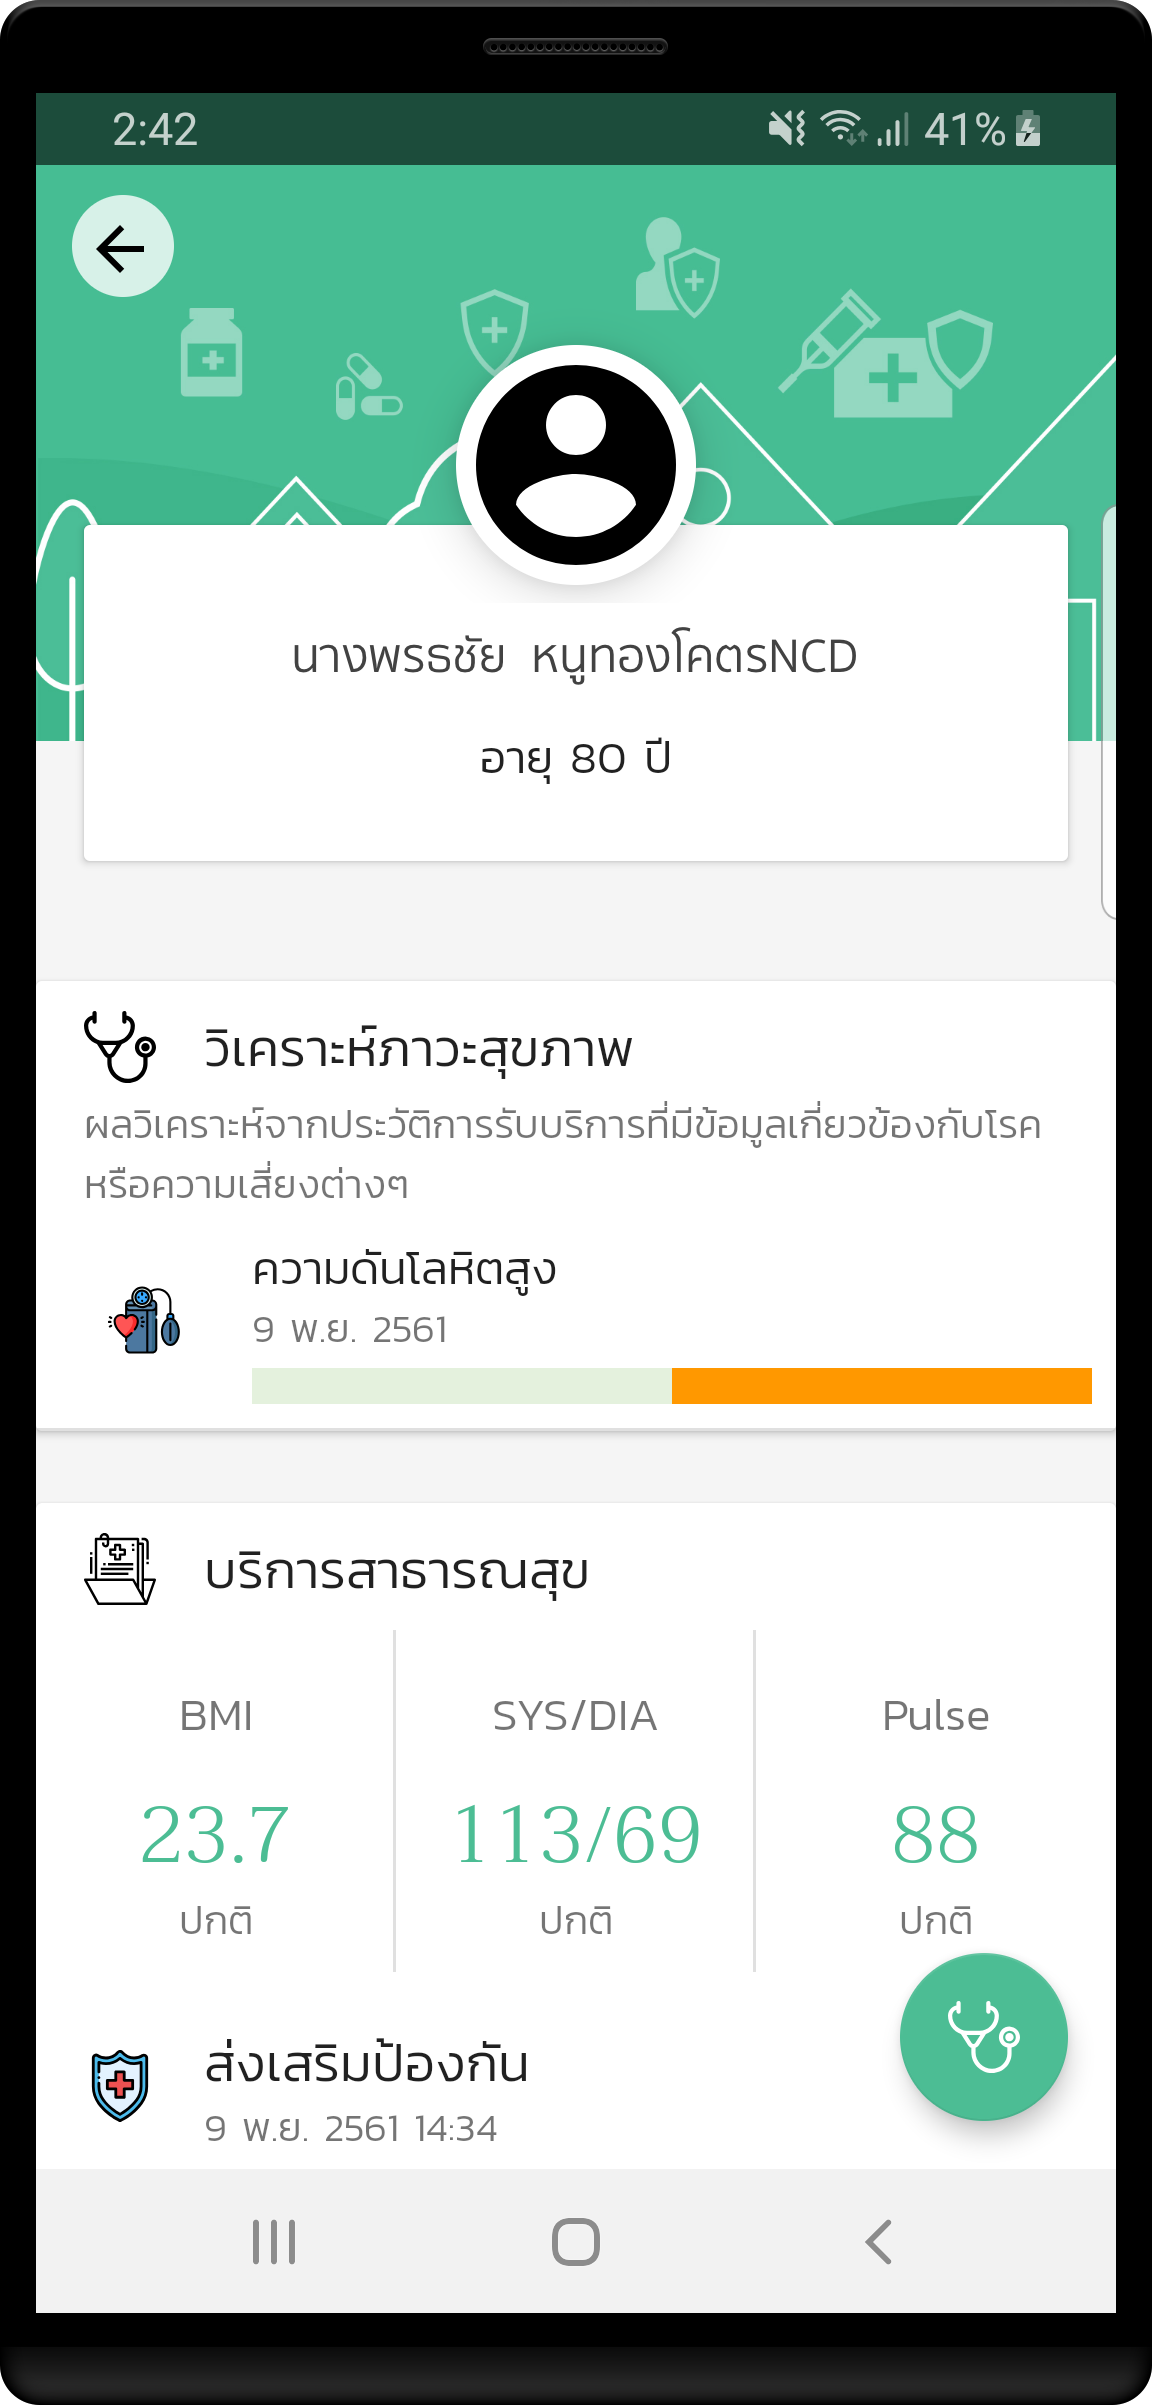 2:42
41%
นางพรรชัย หนูทองโคตรNCD
อายุ 80 ปี
วิเคราะห์ภาวะสุขภาพ
ผลวิเคราะห์จากประวัติการรับบริการที่มีข้อมูลเกี่ยวข้องกับโรค
หรือความเสี่ยงต่างๆ
ความดันโลหิตสูง
9 พ.ย. 2561
บริการสาธารณสุข
BMI
SYS/DIA
Pulse
23.7
113/69
88
ปกติ
ปกติ
ปกติ
ส่งเสริมป้องกัน
9 พ.ย. 2561 14:34